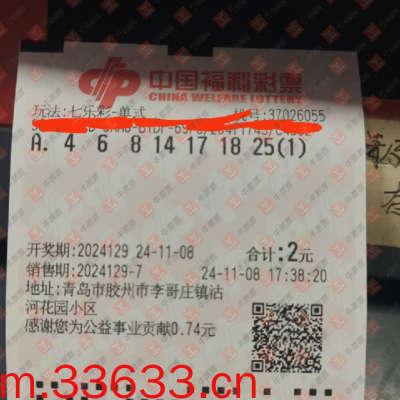 中国福利彩票
CHINA WELFARE LOTTERY
玩法:七乐彩-单式 机号:37026055
A. 4 6 8 14 17 18 25(1)
开奖期:2024129 24-11-08 合计:2元
销售期:2024129-7 24-11-08 17:38:20
地址:青岛市胶州市李哥庄镇沽
河花园小区
感谢您为公益事业贡献0.74元
m.33633.cn